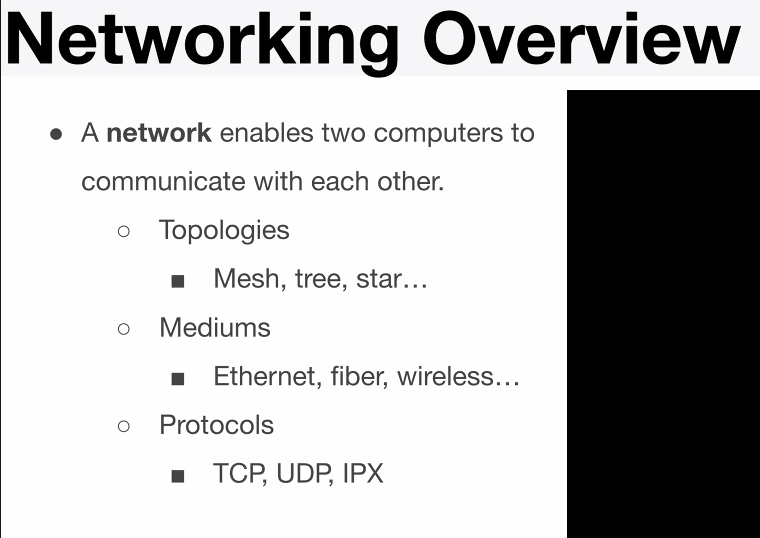 Networking Overview
● A network enables two computers to
communicate with each other.
○ Topologies
■ Mesh, tree, star…
○ Mediums
■ Ethernet, fiber, wireless…
○ Protocols
■ TCP, UDP, IPX